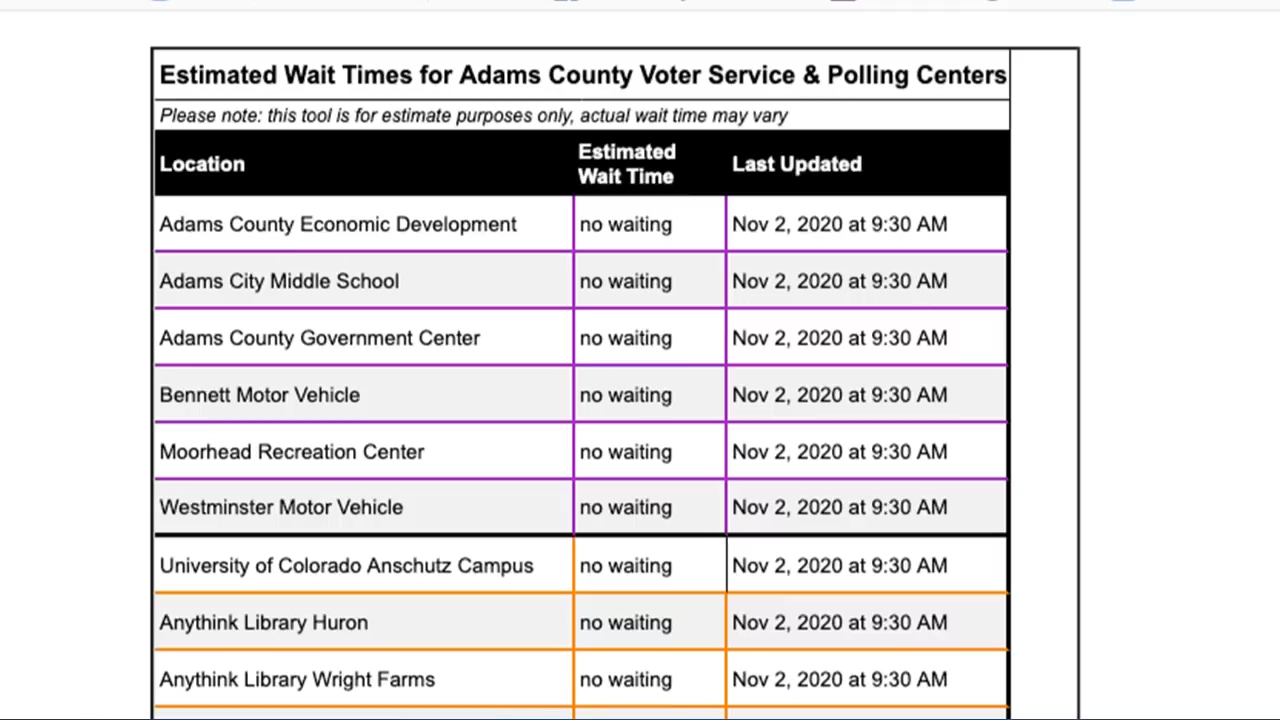 Estimated Wait Times for Adams County Voter Service & Polling Centers
Please note: this tool is for estimate purposes only, actual wait time may vary
Location Estimated Wait Time Last Updated
Adams County Economic Development no waiting Nov 2, 2020 at 9:30 AM
Adams City Middle School no waiting Nov 2, 2020 at 9:30 AM
Adams County Government Center no waiting Nov 2, 2020 at 9:30 AM
Bennett Motor Vehicle no waiting Nov 2, 2020 at 9:30 AM
Moorhead Recreation Center no waiting Nov 2, 2020 at 9:30 AM
Westminster Motor Vehicle no waiting Nov 2, 2020 at 9:30 AM
University of Colorado Anschutz Campus no waiting Nov 2, 2020 at 9:30 AM
Anythink Library Huron no waiting Nov 2, 2020 at 9:30 AM
Anythink Library Wright Farms no waiting Nov 2, 2020 at 9:30 AM